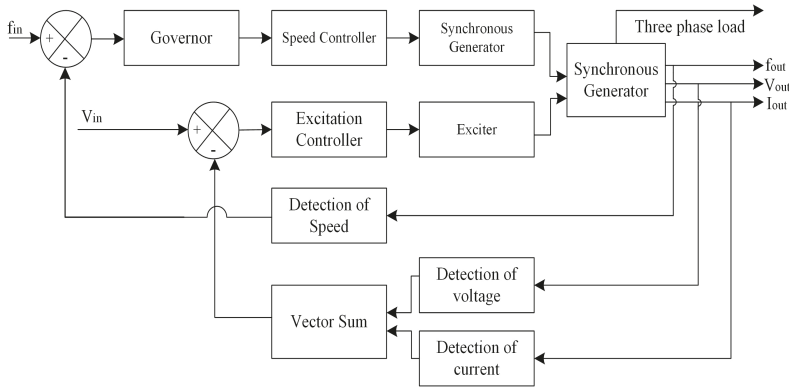 fin
+
-
Governor
Speed Controller
Synchronous
Generator
Three phase load
Synchronous
Generator
fout
Vout
Iout
Vin
+
-
Excitation
Controller
Exciter
Detection of
Speed
Detection of
voltage
Vector Sum
Detection of
current